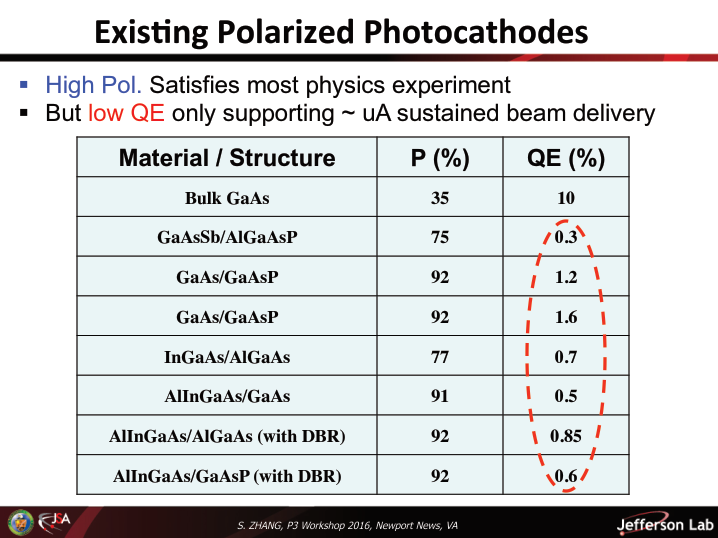 Existing Polarized Photocathodes
▪ High Pol. Satisfies most physics experiment
▪ But low QE only supporting ~ uA sustained beam delivery
Material / Structure P (%) QE (%)
Bulk GaAs 35 10
GaAsSb/AlGaAsP 75 0.3
GaAs/GaAsP 92 1.2
GaAs/GaAsP 92 1.6
InGaAs/AlGaAs 77 0.7
AlInGaAs/GaAs 91 0.5
AlInGaAs/AlGaAs (with DBR) 92 0.85
AlInGaAs/GaAsP (with DBR) 92 0.6
JSA S. ZHANG, P3 Workshop 2016, Newport News, VA Jefferson Lab